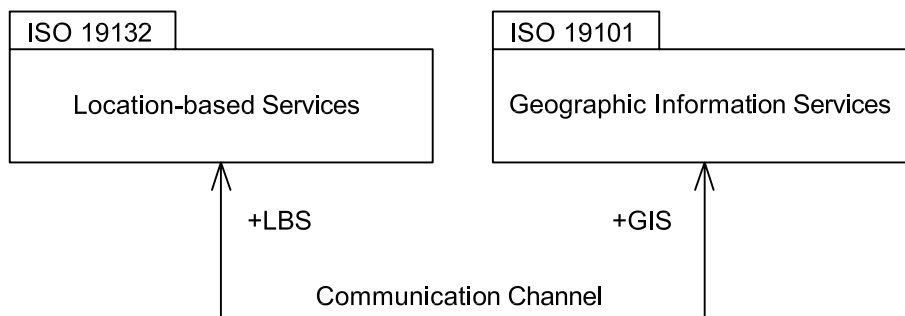 ISO 19132
ISO 19101
Location-based Services
Geographic Information Services
+LBS
+GIS
Communication Channel